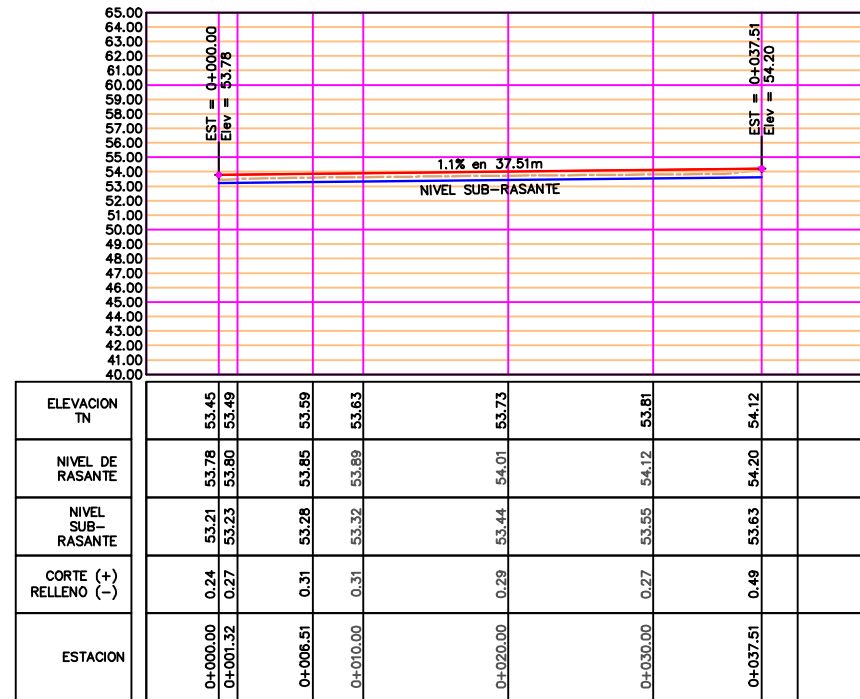 65.00
64.00
63.00
62.00
61.00
60.00
59.00
58.00
57.00
56.00
55.00
54.00
53.00
52.00
51.00
50.00
49.00
48.00
47.00
46.00
45.00
44.00
43.00
42.00
41.00
40.00
EST = 0+000.00
Elev = 53.78
EST = 0+037.51
Elev = 54.20
1.1% en 37.51m
NIVEL SUB-RASANTE
ELEVACION
TN
53.45 53.49 53.59 53.63 53.73 53.81 54.12
NIVEL DE
RASANTE
53.78 53.80 53.85 53.89 54.01 54.12 54.20
NIVEL
SUB-
RASANTE
53.21 53.23 53.28 53.32 53.44 53.55 53.63
CORTE (+)
RELLENO (-)
0.24 0.27 0.31 0.31 0.29 0.27 0.49
ESTACION
0+000.00 0+001.32 0+006.51 0+010.00 0+020.00 0+030.00 0+037.51